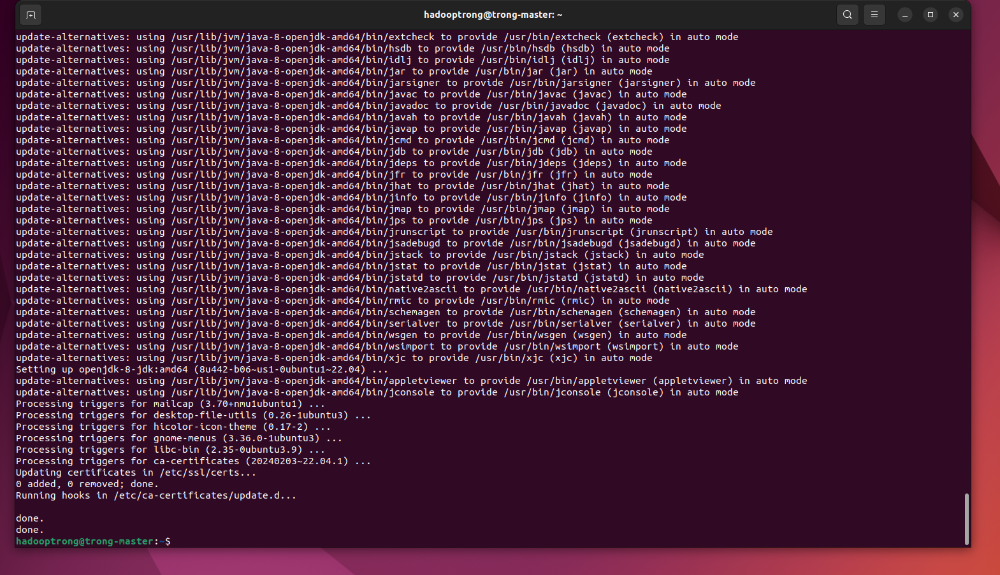 hadooptrong@trong-master: ~
update-alternatives: using /usr/lib/jvm/java-8-openjdk-amd64/bin/extcheck to provide /usr/bin/extcheck (extcheck) in auto mode
update-alternatives: using /usr/lib/jvm/java-8-openjdk-amd64/bin/hsdb to provide /usr/bin/hsdb (hsdb) in auto mode
update-alternatives: using /usr/lib/jvm/java-8-openjdk-amd64/bin/idlj to provide /usr/bin/idlj (idlj) in auto mode
update-alternatives: using /usr/lib/jvm/java-8-openjdk-amd64/bin/jar to provide /usr/bin/jar (jar) in auto mode
update-alternatives: using /usr/lib/jvm/java-8-openjdk-amd64/bin/jarsigner to provide /usr/bin/jarsigner (jarsigner) in auto mode
update-alternatives: using /usr/lib/jvm/java-8-openjdk-amd64/bin/javac to provide /usr/bin/javac (javac) in auto mode
update-alternatives: using /usr/lib/jvm/java-8-openjdk-amd64/bin/javadoc to provide /usr/bin/javadoc (javadoc) in auto mode
update-alternatives: using /usr/lib/jvm/java-8-openjdk-amd64/bin/javah to provide /usr/bin/javah (javah) in auto mode
update-alternatives: using /usr/lib/jvm/java-8-openjdk-amd64/bin/javap to provide /usr/bin/javap (javap) in auto mode
update-alternatives: using /usr/lib/jvm/java-8-openjdk-amd64/bin/jcmd to provide /usr/bin/jcmd (jcmd) in auto mode
update-alternatives: using /usr/lib/jvm/java-8-openjdk-amd64/bin/jdb to provide /usr/bin/jdb (jdb) in auto mode
update-alternatives: using /usr/lib/jvm/java-8-openjdk-amd64/bin/jdeps to provide /usr/bin/jdeps (jdeps) in auto mode
update-alternatives: using /usr/lib/jvm/java-8-openjdk-amd64/bin/jfr to provide /usr/bin/jfr (jfr) in auto mode
update-alternatives: using /usr/lib/jvm/java-8-openjdk-amd64/bin/jhat to provide /usr/bin/jhat (jhat) in auto mode
update-alternatives: using /usr/lib/jvm/java-8-openjdk-amd64/bin/jinfo to provide /usr/bin/jinfo (jinfo) in auto mode
update-alternatives: using /usr/lib/jvm/java-8-openjdk-amd64/bin/jmap to provide /usr/bin/jmap (jmap) in auto mode
update-alternatives: using /usr/lib/jvm/java-8-openjdk-amd64/bin/jps to provide /usr/bin/jps (jps) in auto mode
update-alternatives: using /usr/lib/jvm/java-8-openjdk-amd64/bin/jrunscript to provide /usr/bin/jrunscript (jrunscript) in auto mode
update-alternatives: using /usr/lib/jvm/java-8-openjdk-amd64/bin/jsadebugd to provide /usr/bin/jsadebugd (jsadebugd) in auto mode
update-alternatives: using /usr/lib/jvm/java-8-openjdk-amd64/bin/jstack to provide /usr/bin/jstack (jstack) in auto mode
update-alternatives: using /usr/lib/jvm/java-8-openjdk-amd64/bin/jstat to provide /usr/bin/jstat (jstat) in auto mode
update-alternatives: using /usr/lib/jvm/java-8-openjdk-amd64/bin/jstatd to provide /usr/bin/jstatd (jstatd) in auto mode
update-alternatives: using /usr/lib/jvm/java-8-openjdk-amd64/bin/native2ascii to provide /usr/bin/native2ascii (native2ascii) in auto mode
update-alternatives: using /usr/lib/jvm/java-8-openjdk-amd64/bin/rmic to provide /usr/bin/rmic (rmic) in auto mode
update-alternatives: using /usr/lib/jvm/java-8-openjdk-amd64/bin/schemagen to provide /usr/bin/schemagen (schemagen) in auto mode
update-alternatives: using /usr/lib/jvm/java-8-openjdk-amd64/bin/serialver to provide /usr/bin/serialver (serialver) in auto mode
update-alternatives: using /usr/lib/jvm/java-8-openjdk-amd64/bin/wsgen to provide /usr/bin/wsgen (wsgen) in auto mode
update-alternatives: using /usr/lib/jvm/java-8-openjdk-amd64/bin/wsimport to provide /usr/bin/wsimport (wsimport) in auto mode
update-alternatives: using /usr/lib/jvm/java-8-openjdk-amd64/bin/xjc to provide /usr/bin/xjc (xjc) in auto mode
Setting up openjdk-8-jdk:amd64 (8u442-b06~us1-0ubuntu1~22.04) ...
update-alternatives: using /usr/lib/jvm/java-8-openjdk-amd64/bin/appletviewer to provide /usr/bin/appletviewer (appletviewer) in auto mode
update-alternatives: using /usr/lib/jvm/java-8-openjdk-amd64/bin/jconsole to provide /usr/bin/jconsole (jconsole) in auto mode
Processing triggers for mailcap (3.70+nmu1ubuntu1) ...
Processing triggers for desktop-file-utils (0.26-1ubuntu3) ...
Processing triggers for hicolor-icon-theme (0.17-2) ...
Processing triggers for gnome-menus (3.36.0-1ubuntu3) ...
Processing triggers for libc-bin (2.35-0ubuntu3.9) ...
Processing triggers for ca-certificates (20240203~22.04.1) ...
Updating certificates in /etc/ssl/certs...
0 added, 0 removed; done.
Running hooks in /etc/ca-certificates/update.d...
done.
done.
hadooptrong@trong-master:~$